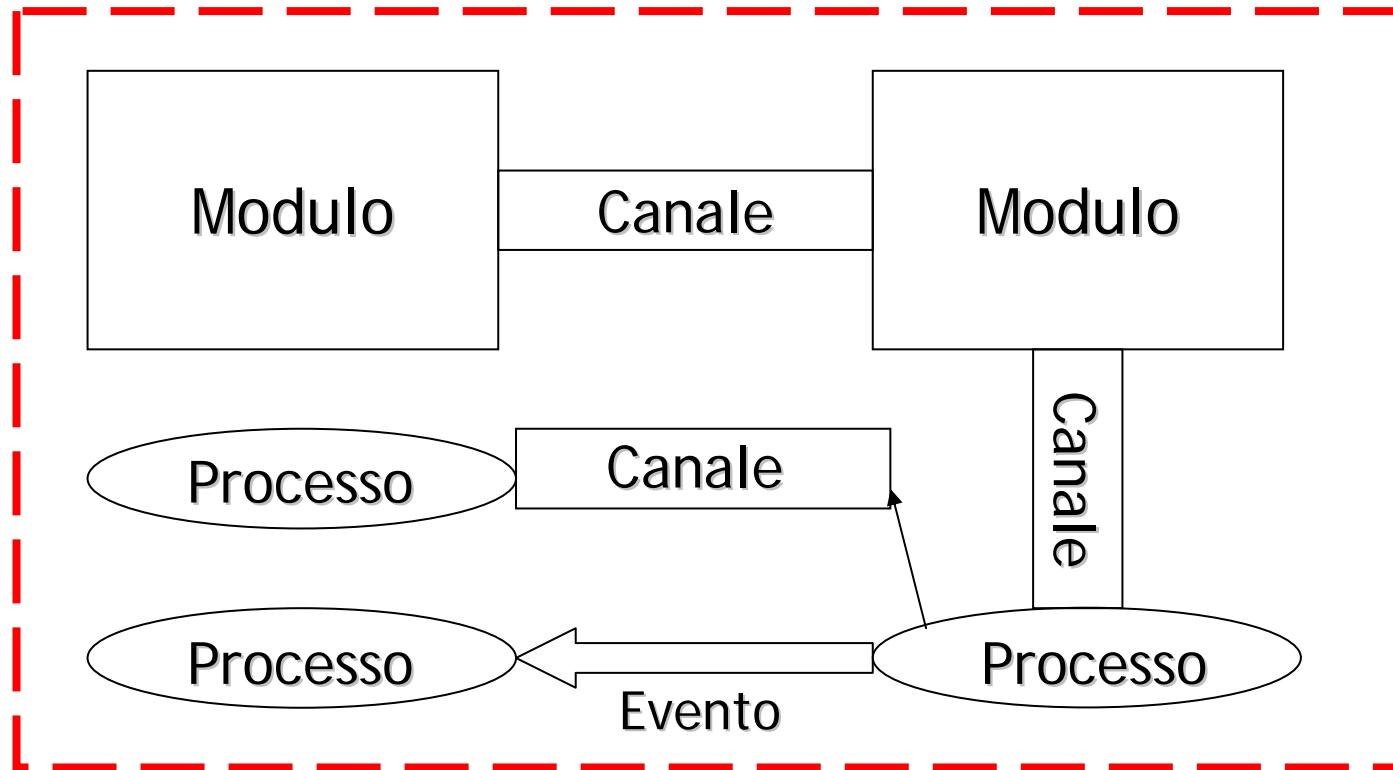 Modulo
Canale
Modulo
Canale
Processo
Canale
Processo
Evento
Processo